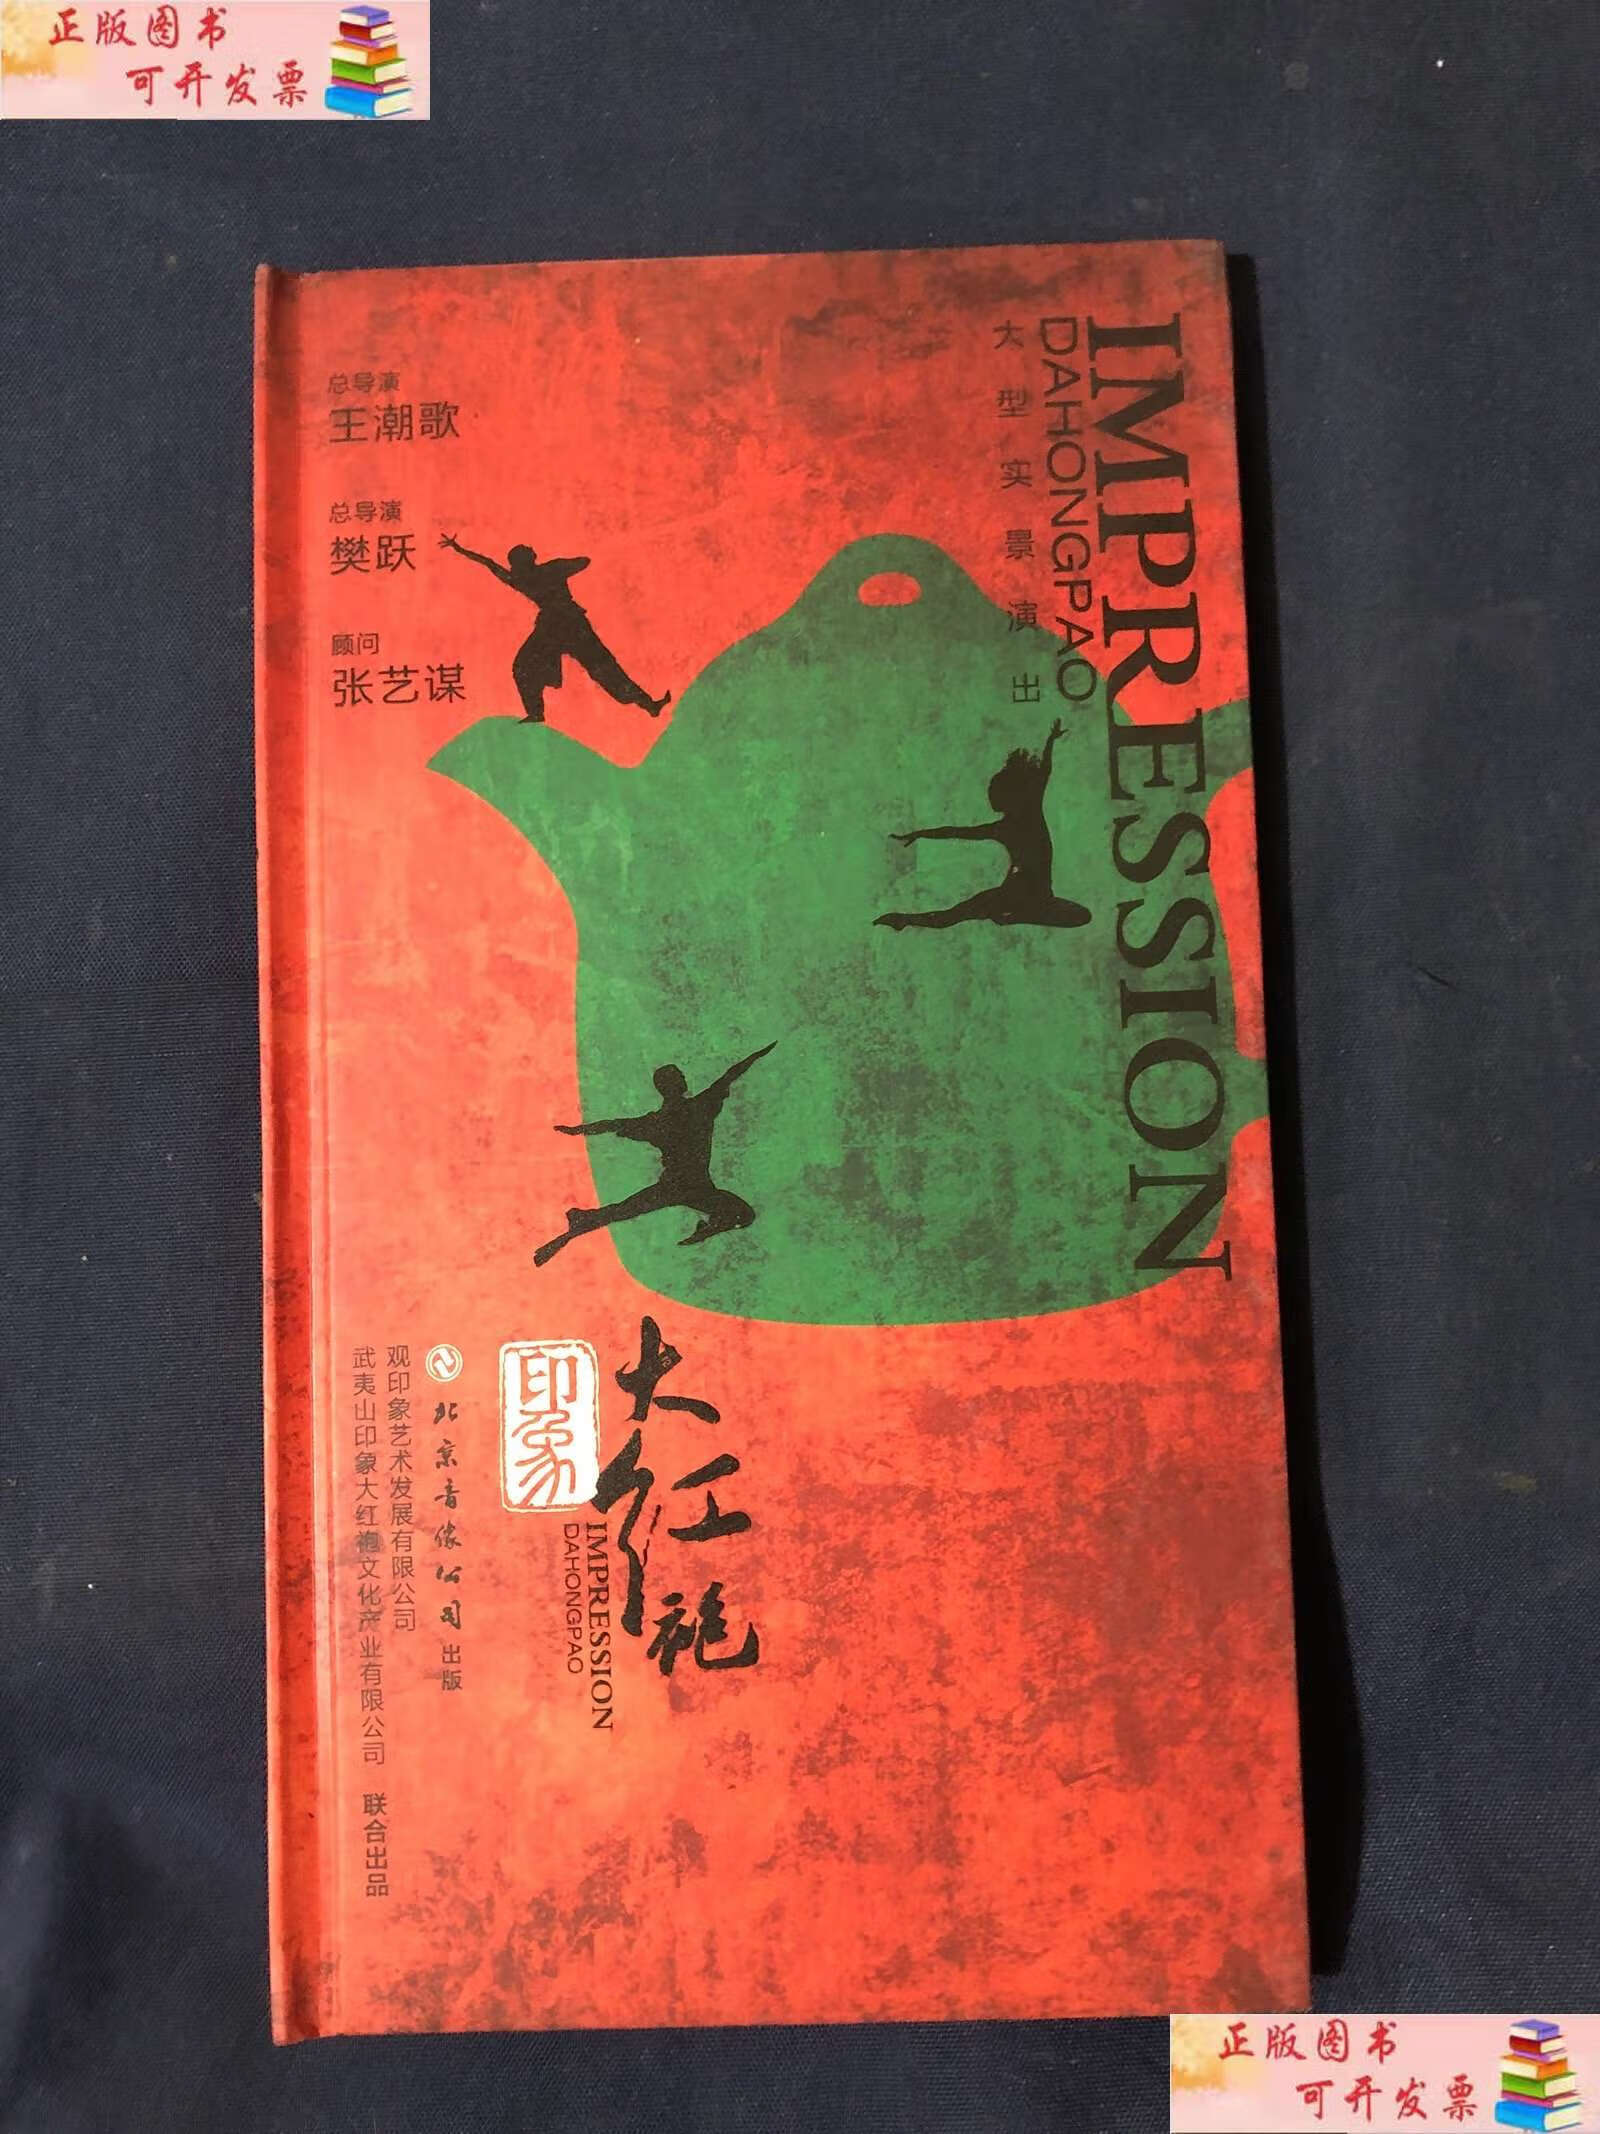 正版图书
可开发票
IMPRESSION
DAHONGPAO
大型实景演出
总导演
王潮歌
总导演
樊跃
顾问
张艺谋
大红袍
印象
IMPRESSION
DAHONGPAO
北京音像公司 出版
观印象艺术发展有限公司
武夷山印象大红袍文化产业有限公司 联合出品
正版图书
可开发票